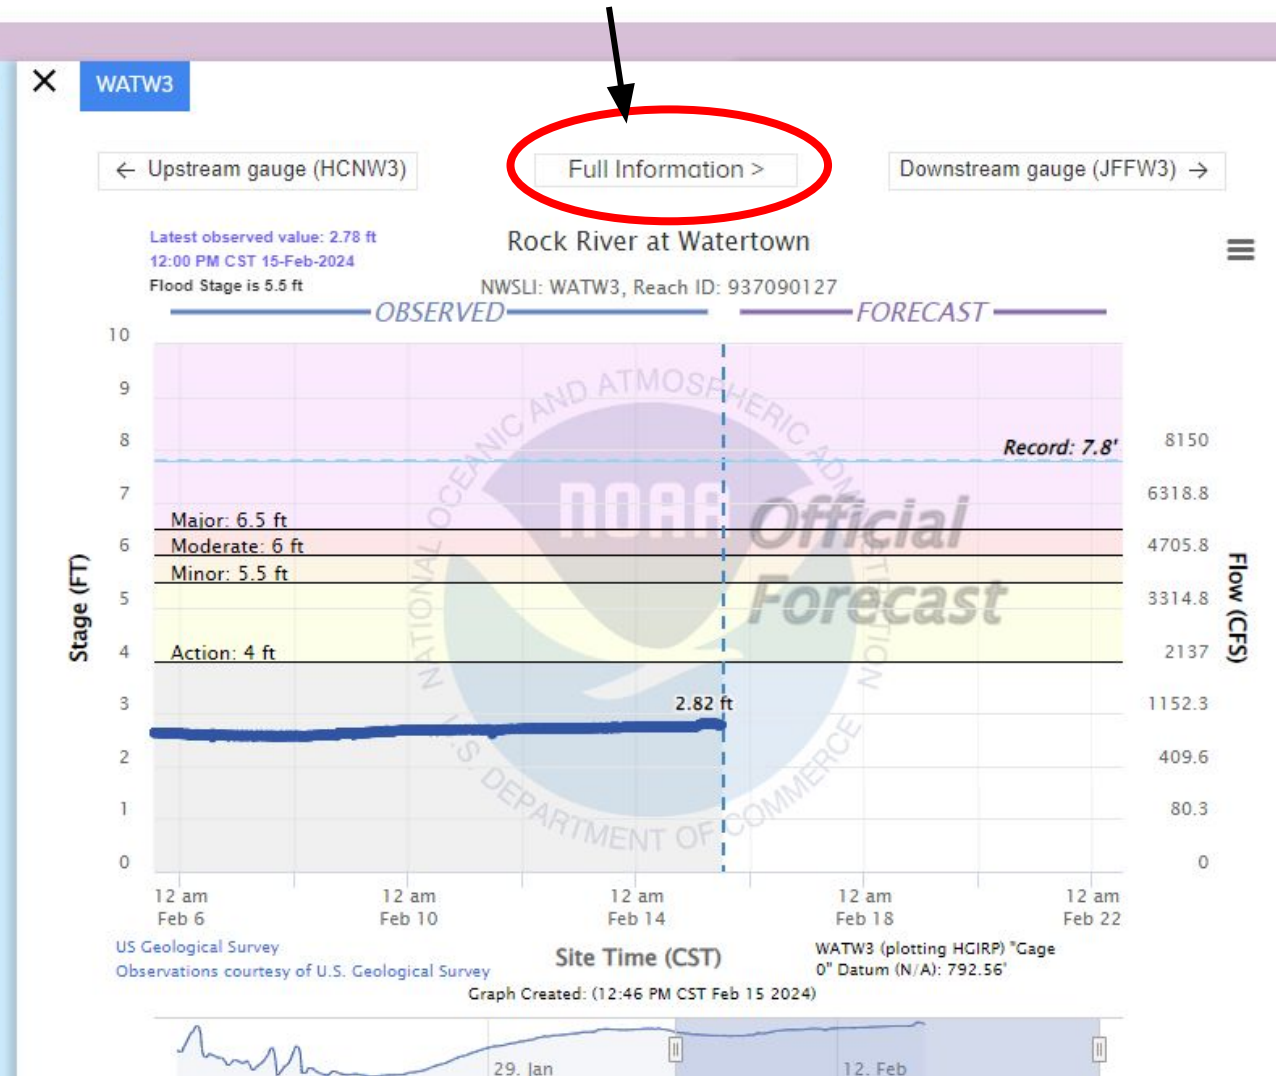 WATW3
← Upstream gauge (HCNW3)
Full Information >
Downstream gauge (JFFW3) →
Latest observed value: 2.78 ft
12:00 PM CST 15-Feb-2024
Flood Stage is 5.5 ft
Rock River at Watertown
NWSLI: WATW3, Reach ID: 937090127
OBSERVED
FORECAST
10
9
8
7
6
5
4
3
2
1
0
Stage (FT)
Record: 7.8'
Major: 6.5 ft
Moderate: 6 ft
Minor: 5.5 ft
Action: 4 ft
2.82 ft
NATIONAL OCEANIC AND ATMOSPHERIC ADMINISTRATION
NOAA
U.S. DEPARTMENT OF COMMERCE
Official
Forecast
8150
6318.8
4705.8
3314.8
2137
1152.3
409.6
80.3
0
Flow (CFS)
12 am
Feb 6
12 am
Feb 10
12 am
Feb 14
12 am
Feb 18
12 am
Feb 22
US Geological Survey
Observations courtesy of U.S. Geological Survey
Site Time (CST)
WATW3 (plotting HGIRP) "Gage
0" Datum (N/A): 792.56'
Graph Created: (12:46 PM CST Feb 15 2024)
29. Jan
12. Feb